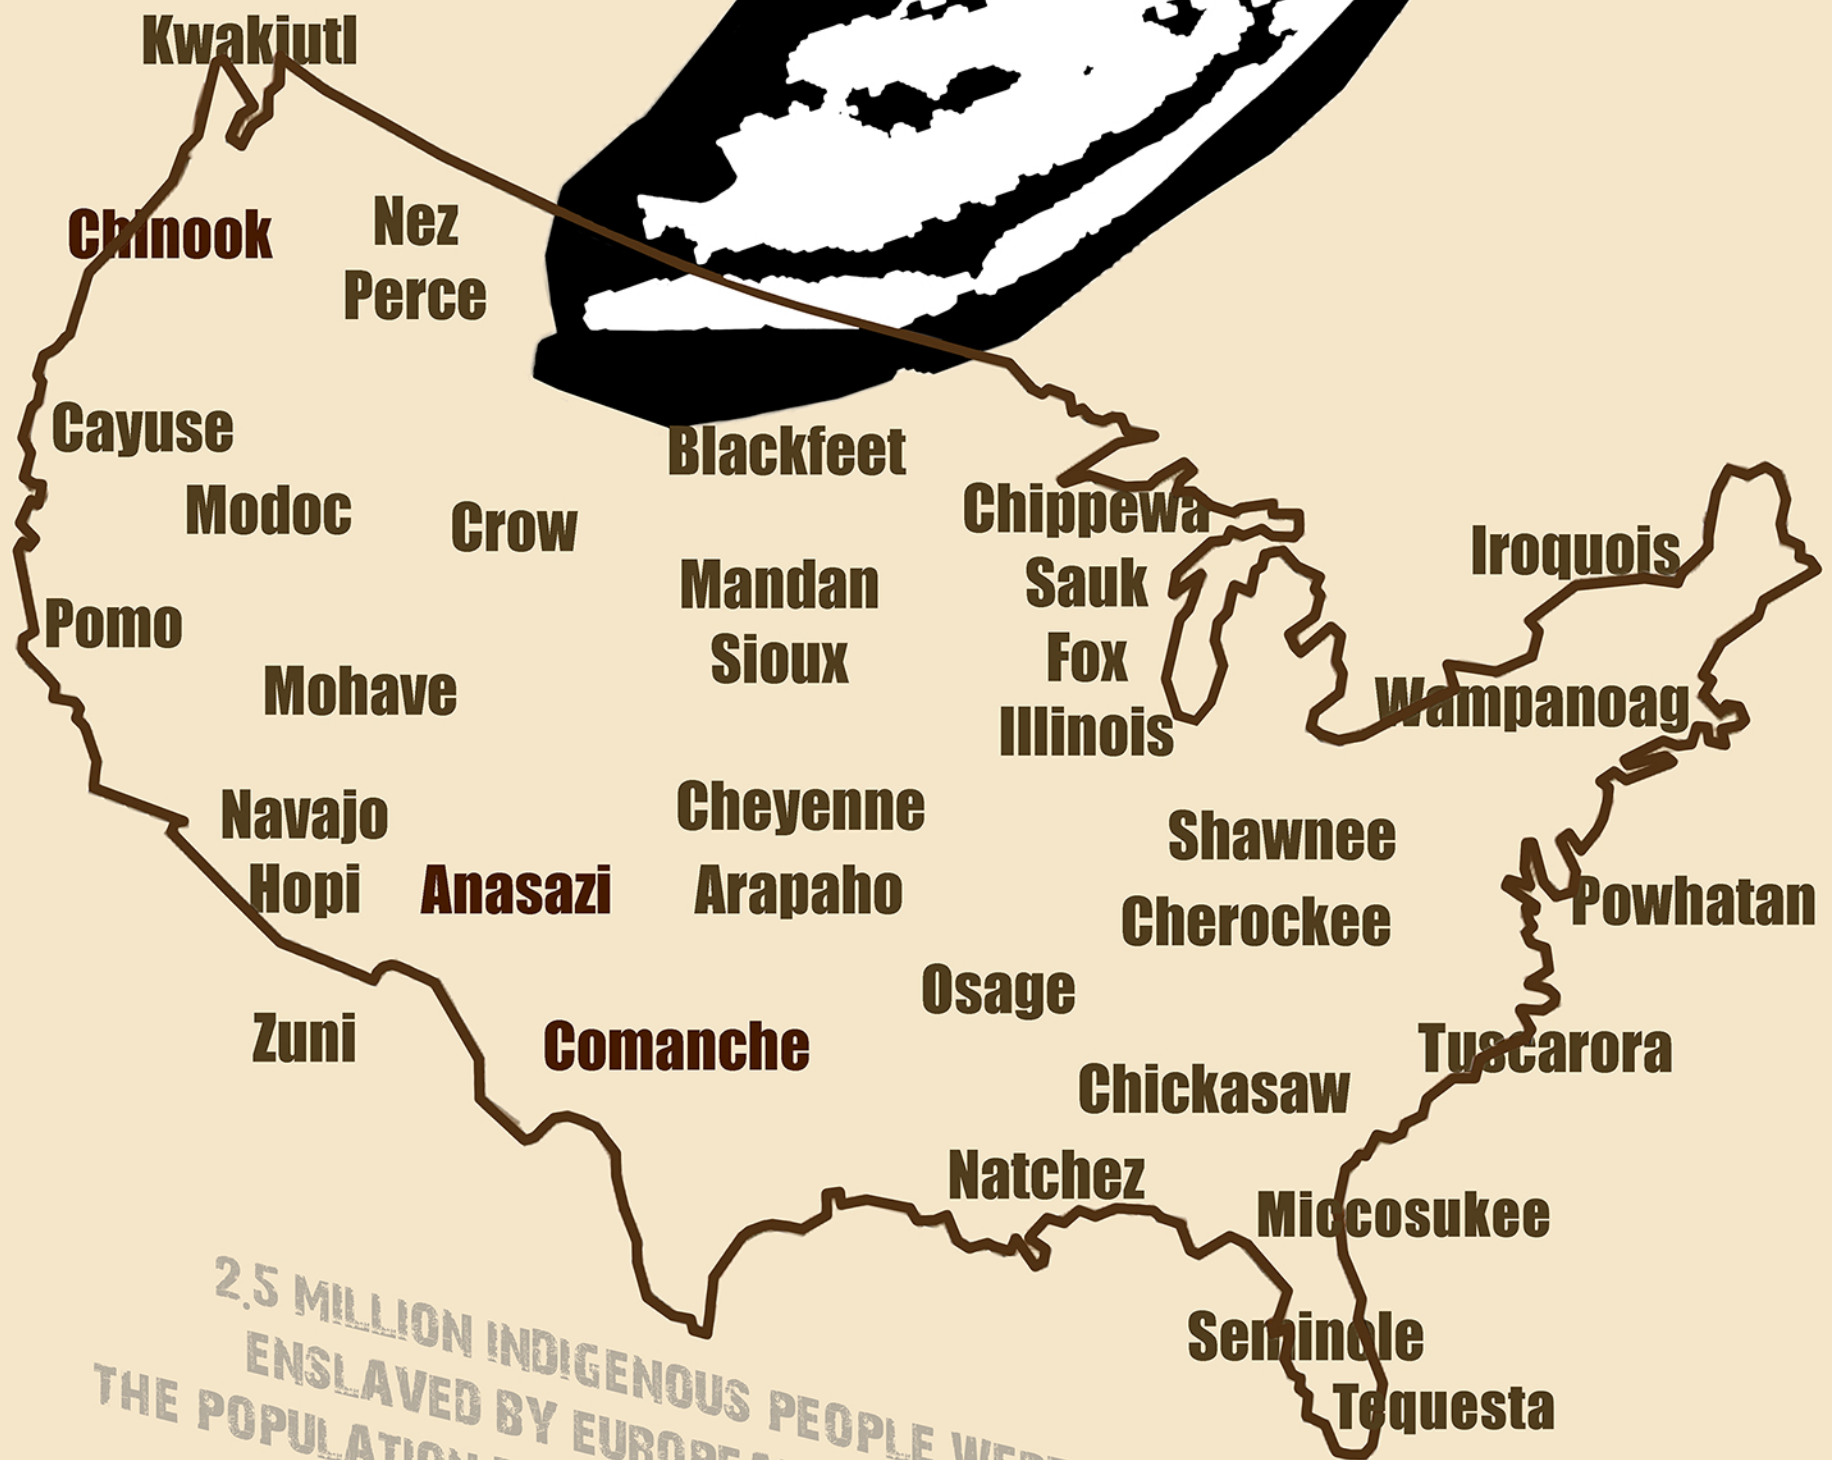 Kwakiutl
Chinook
Nez
Perce
Cayuse
Blackfeet
Modoc
Crow
Chippewa
Iroquois
Mandan
Sauk
Pomo
Sioux
Fox
Mohave
Wampanoag
Illinois
Navajo
Cheyenne
Shawnee
Hopi
Anasazi
Arapaho
Powhatan
Cherockee
Osage
Zuni
Comanche
Tuscarora
Chickasaw
Natchez
Miccosukee
Seminole
Tequesta
2.5 MILLION INDIGENOUS PEOPLE WERE
ENSLAVED BY
THE POPULATION